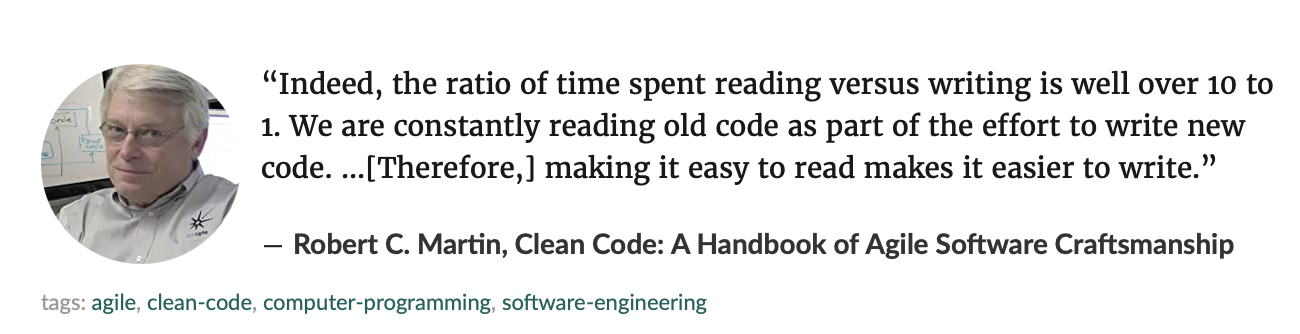 “Indeed, the ratio of time spent reading versus writing is well over 10 to
1. We are constantly reading old code as part of the effort to write new
code. ...[Therefore,] making it easy to read makes it easier to write.”
― Robert C. Martin, Clean Code: A Handbook of Agile Software Craftsmanship
tags: agile, clean-code, computer-programming, software-engineering